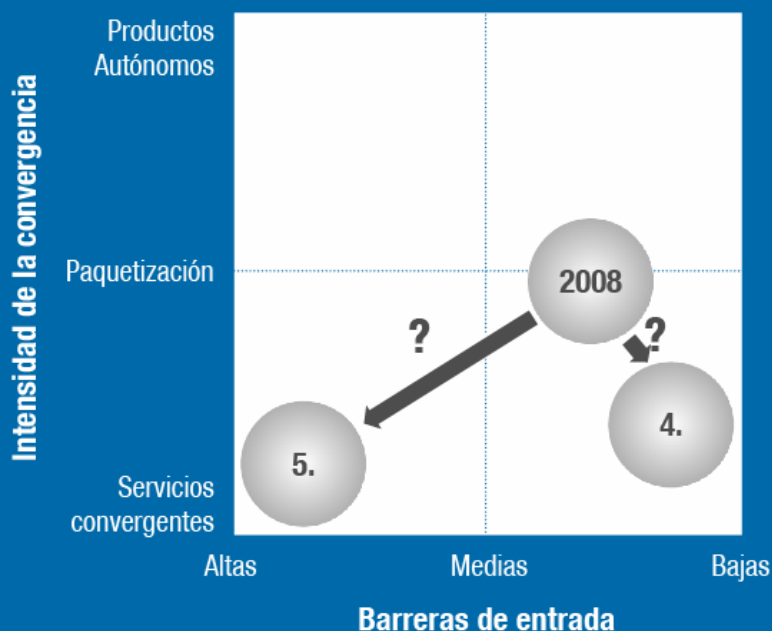 Productos
Autónomos
Intensidad de la convergencia
Paquetización
2008
?
?
4.
5.
Servicios
convergentes
Altas
Medias
Bajas
Barreras de entrada